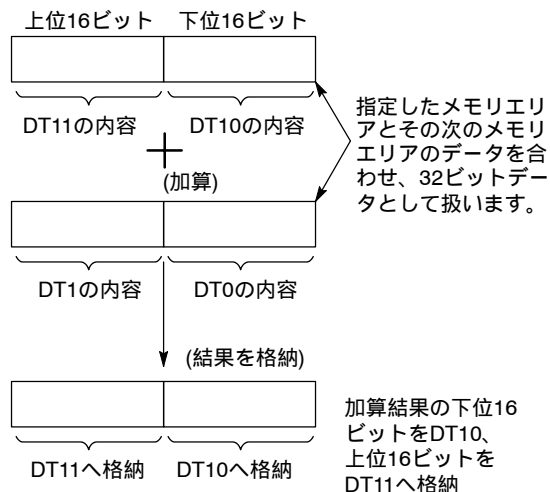 上位16ビット 下位16ビット
DT11の内容 DT10の内容
指定したメモリエリ
アとその次のメモリ
エリアのデータを合
わせ、32ビットデー
タとして扱います。
(加算)
DT1の内容 DT0の内容
(結果を格納)
DT11へ格納 DT10へ格納
加算結果の下位16
ビットをDT10、
上位16ビットを
DT11へ格納